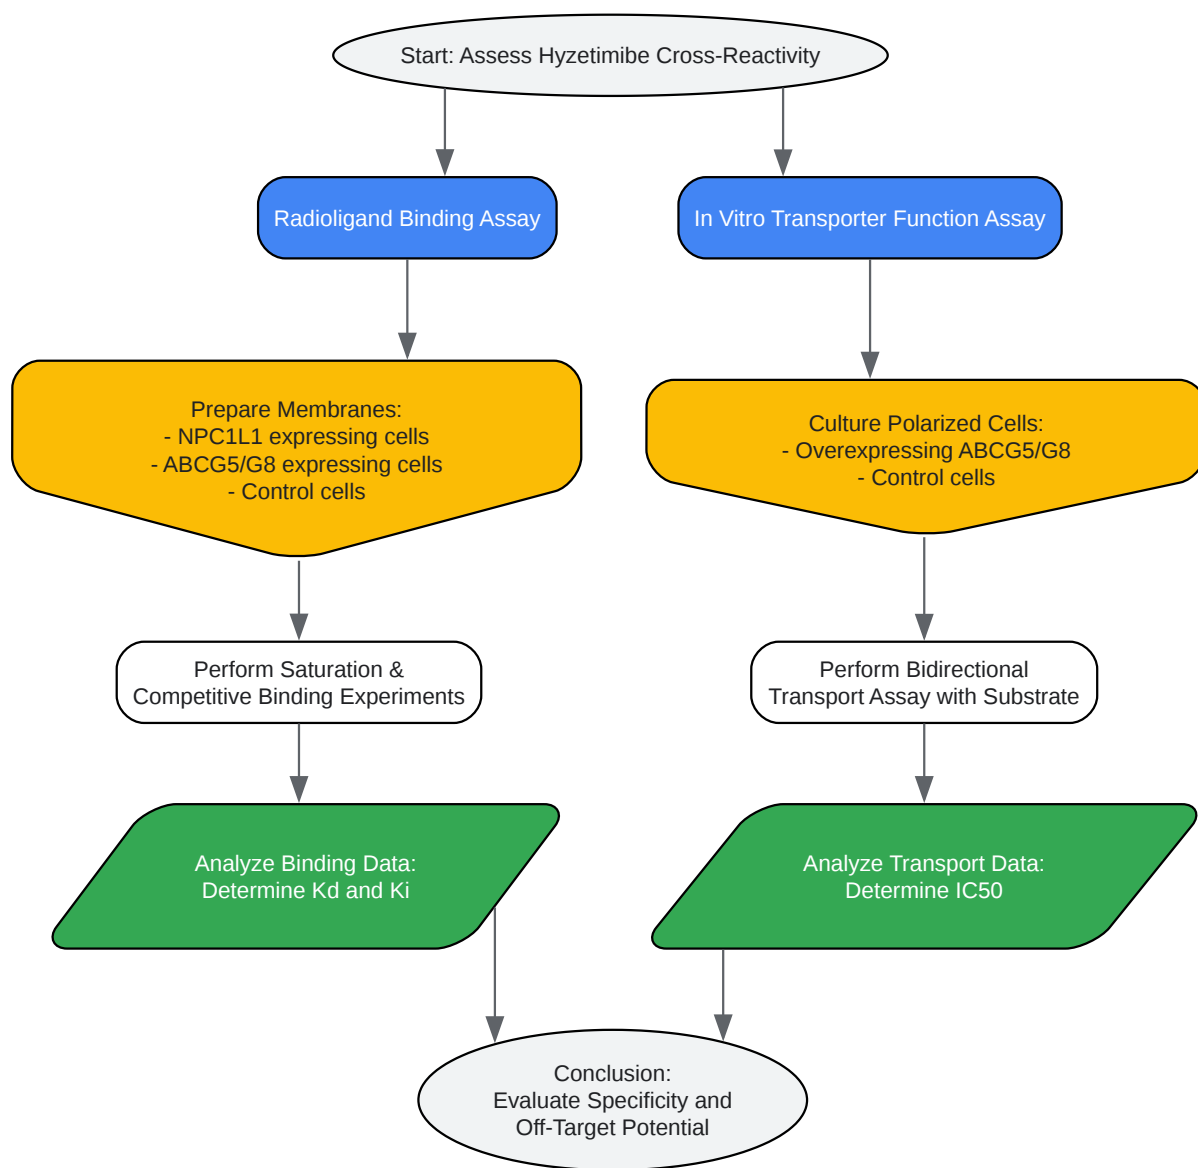 Start: Assess Hyzetimibe Cross-Reactivity
Radioligand Binding Assay
In Vitro Transporter Function Assay
Prepare Membranes:
- NPC1L1 expressing cells
- ABCG5/G8 expressing cells
- Control cells
Culture Polarized Cells:
- Overexpressing ABCG5/G8
- Control cells
Perform Saturation &
Competitive Binding Experiments
Perform Bidirectional
Transport Assay with Substrate
Analyze Binding Data:
Determine Kd and Ki
Analyze Transport Data:
Determine IC50
Conclusion:
Evaluate Specificity and
Off-Target Potential